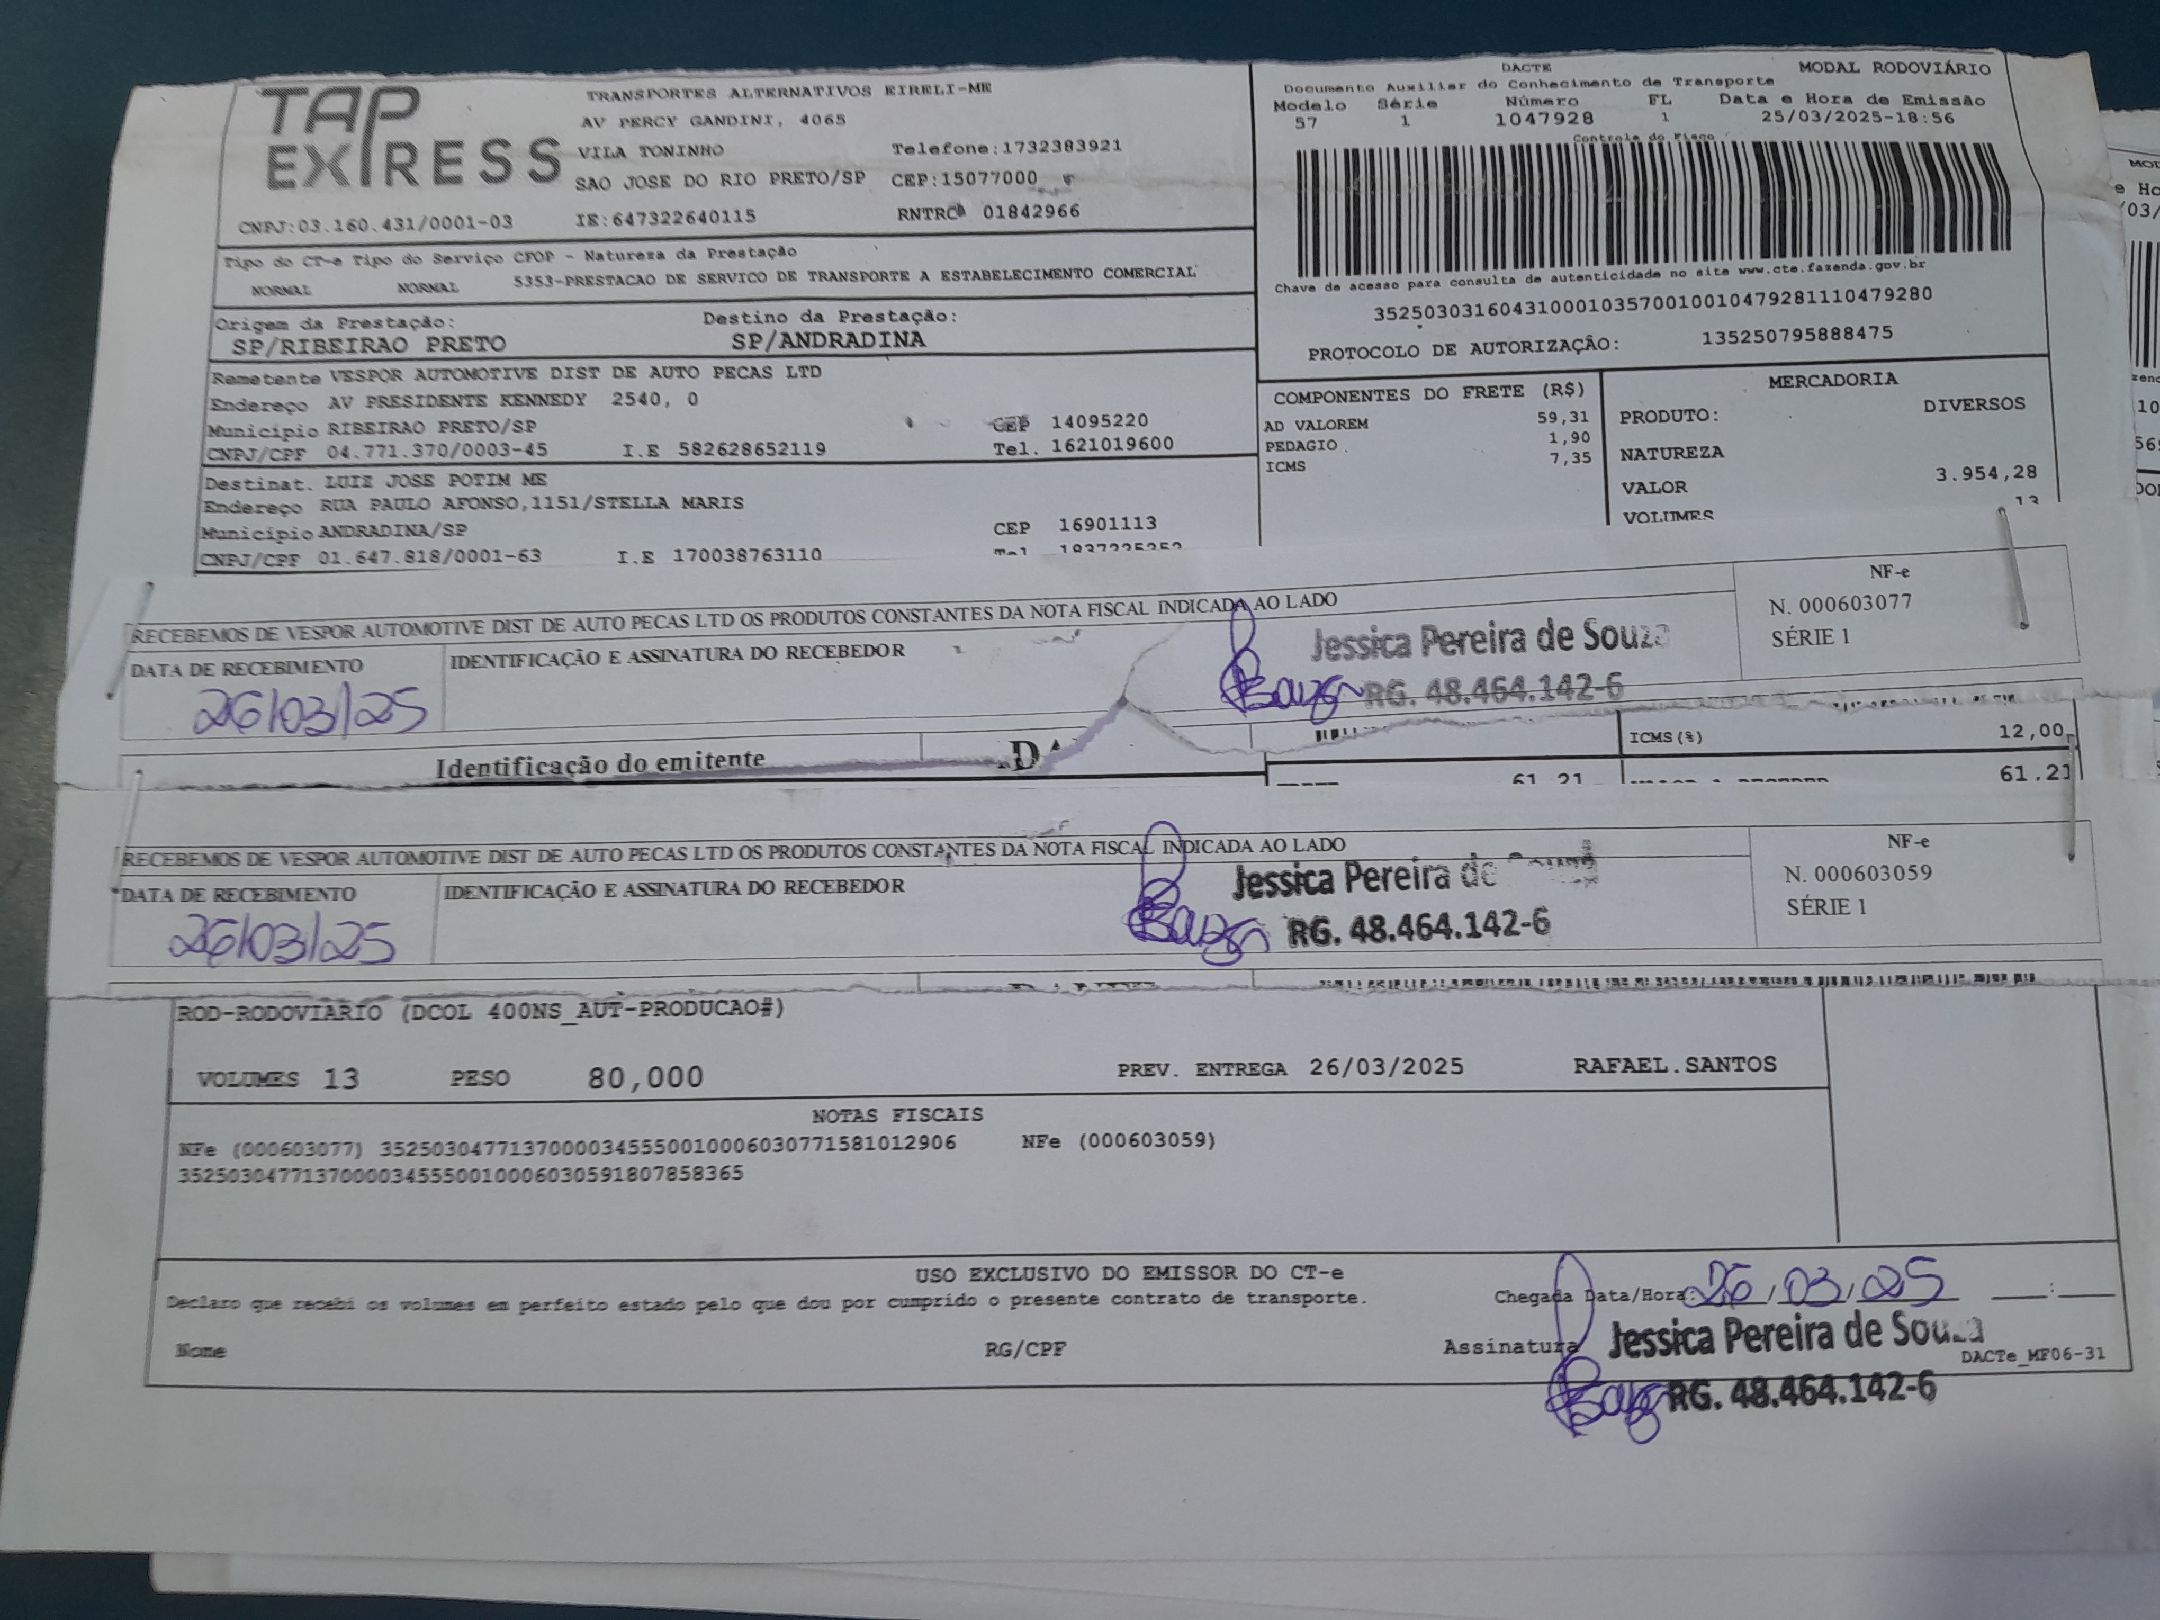 TAP EXPRESS
TRANSPORTES ALTERNATIVOS EIRELI-ME
AV PERCY GANDINI, 4065
VILA TONINHO Telefone:1732383921
SAO JOSE DO RIO PRETO/SP CEP:15077000
CNPJ:03.160.431/0001-03 IE:647322640115 RNTRC 01842966
DACTE MODAL RODOVIÁRIO
Documento Auxiliar do Conhecimento de Transporte
Modelo Série Número FL Data e Hora de Emissão
57 1 1047928 1 25/03/2025-18:56
Controle do Fisco
Chave de acesso para consulta de autenticidade no site www.cte.fazenda.gov.br
35250303160431000103570010010479281110479280
PROTOCOLO DE AUTORIZAÇÃO: 135250795888475
Tipo do CT-e Tipo do Serviço CFOP - Natureza da Prestação
NORMAL NORMAL 5353-PRESTACAO DE SERVICO DE TRANSPORTE A ESTABELECIMENTO COMERCIAL
Origem da Prestação: Destino da Prestação:
SP/RIBEIRAO PRETO SP/ANDRADINA
Remetente VESPOR AUTOMOTIVE DIST DE AUTO PECAS LTD
Endereço AV PRESIDENTE KENNEDY 2540, 0
Município RIBEIRAO PRETO/SP CEP 14095220
CNPJ/CPF 04.771.370/0003-45 I.E 582628652119 Tel. 1621019600
Destinat. LUIZ JOSE POTIM ME
Endereço RUA PAULO AFONSO,1151/STELLA MARIS
Município ANDRADINA/SP CEP 16901113
CNPJ/CPF 01.647.818/0001-63 I.E 170038763110 Tel 1837225252
COMPONENTES DO FRETE (R$)
AD VALOREM 59,31
PEDAGIO 1,90
ICMS 7,35
MERCADORIA
PRODUTO: DIVERSOS
NATUREZA
VALOR 3.954,28
VOLUMES 13
RECEBEMOS DE VESPOR AUTOMOTIVE DIST DE AUTO PECAS LTD OS PRODUTOS CONSTANTES DA NOTA FISCAL INDICADA AO LADO
NF-e
N. 000603077
SÉRIE 1
DATA DE RECEBIMENTO IDENTIFICAÇÃO E ASSINATURA DO RECEBEDOR
26/03/25
Jessica Pereira de Souza
RG. 48.464.142-6
Identificação do emitente
ICMS(%) 12,00
61,21 61.21
RECEBEMOS DE VESPOR AUTOMOTIVE DIST DE AUTO PECAS LTD OS PRODUTOS CONSTANTES DA NOTA FISCAL INDICADA AO LADO
NF-e
N. 000603059
SÉRIE 1
DATA DE RECEBIMENTO IDENTIFICAÇÃO E ASSINATURA DO RECEBEDOR
26/03/25
Jessica Pereira de
RG. 48.464.142-6
ROD-RODOVIARIO (DCOL 400NS_AUT-PRODUCAO#)
VOLUMES 13 PESO 80,000 PREV. ENTREGA 26/03/2025 RAFAEL.SANTOS
NOTAS FISCAIS
NFe (000603077) 35250304771370000345550010006030771581012906 NFe (000603059)
35250304771370000345550010006030591807858365
USO EXCLUSIVO DO EMISSOR DO CT-e
Declaro que recebi os volumes em perfeito estado pelo que dou por cumprido o presente contrato de transporte. Chegada Data/Hora: 26/03/25 :
Nome RG/CPF Assinatura
Jessica Pereira de Souza
DACTe_MF06-31
RG. 48.464.142-6